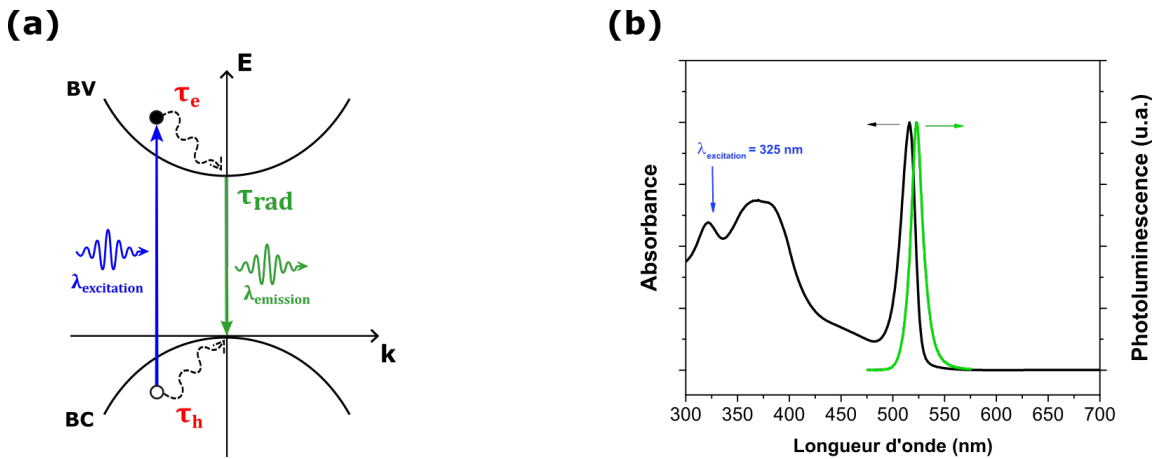 (a)
E
BV
τe
τrad
λexcitation
λemission
k
BC
τh
(b)
Absorbance
λexcitation = 325 nm
Photoluminescence (u.a.)
300 350 400 450 500 550 600 650 700
Longueur d'onde (nm)